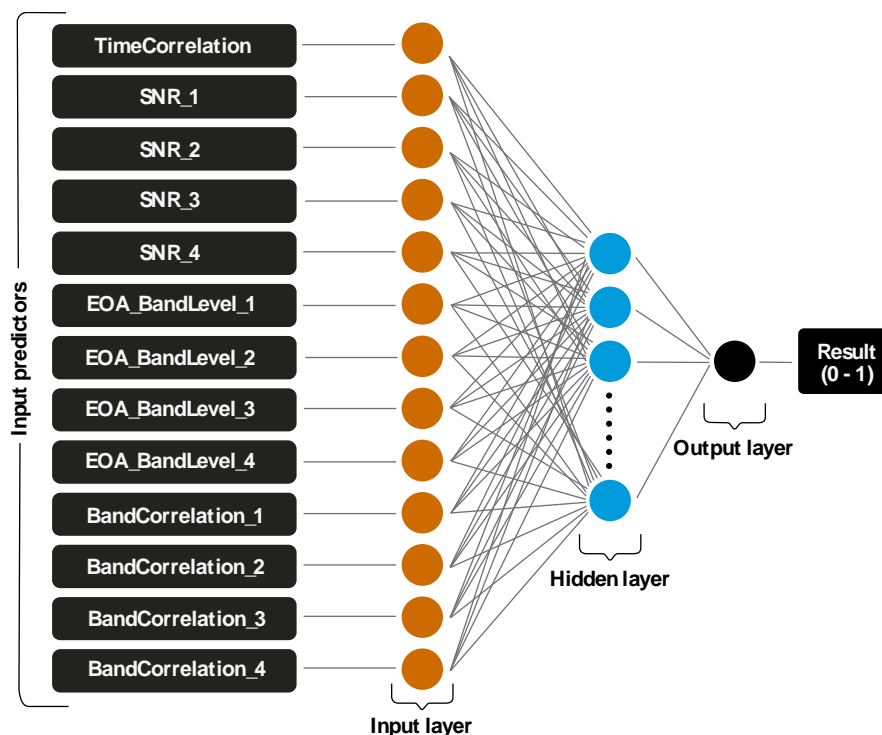 Input predictors
TimeCorrelation
SNR_1
SNR_2
SNR_3
SNR_4
EOA_BandLevel_1
EOA_BandLevel_2
EOA_BandLevel_3
EOA_BandLevel_4
BandCorrelation_1
BandCorrelation_2
BandCorrelation_3
BandCorrelation_4
Input layer
Hidden layer
Output layer
Result
(0 - 1)